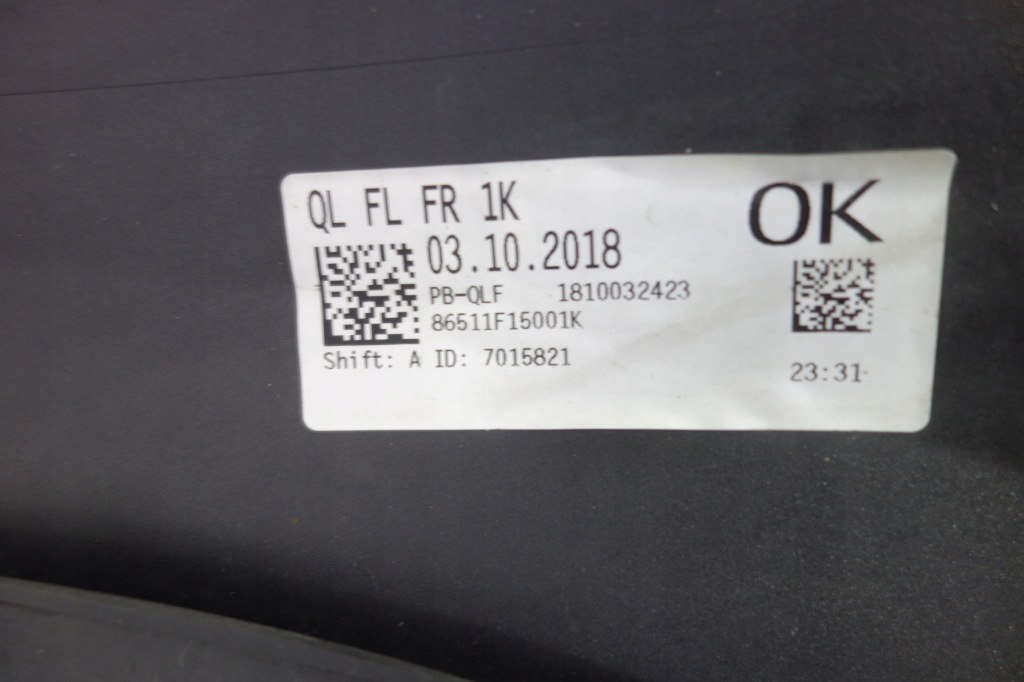 QL FL FR 1K
OK
03.10.2018
PB-QLF 1810032423
86511F15001K
Shift: A ID: 7015821
23:31